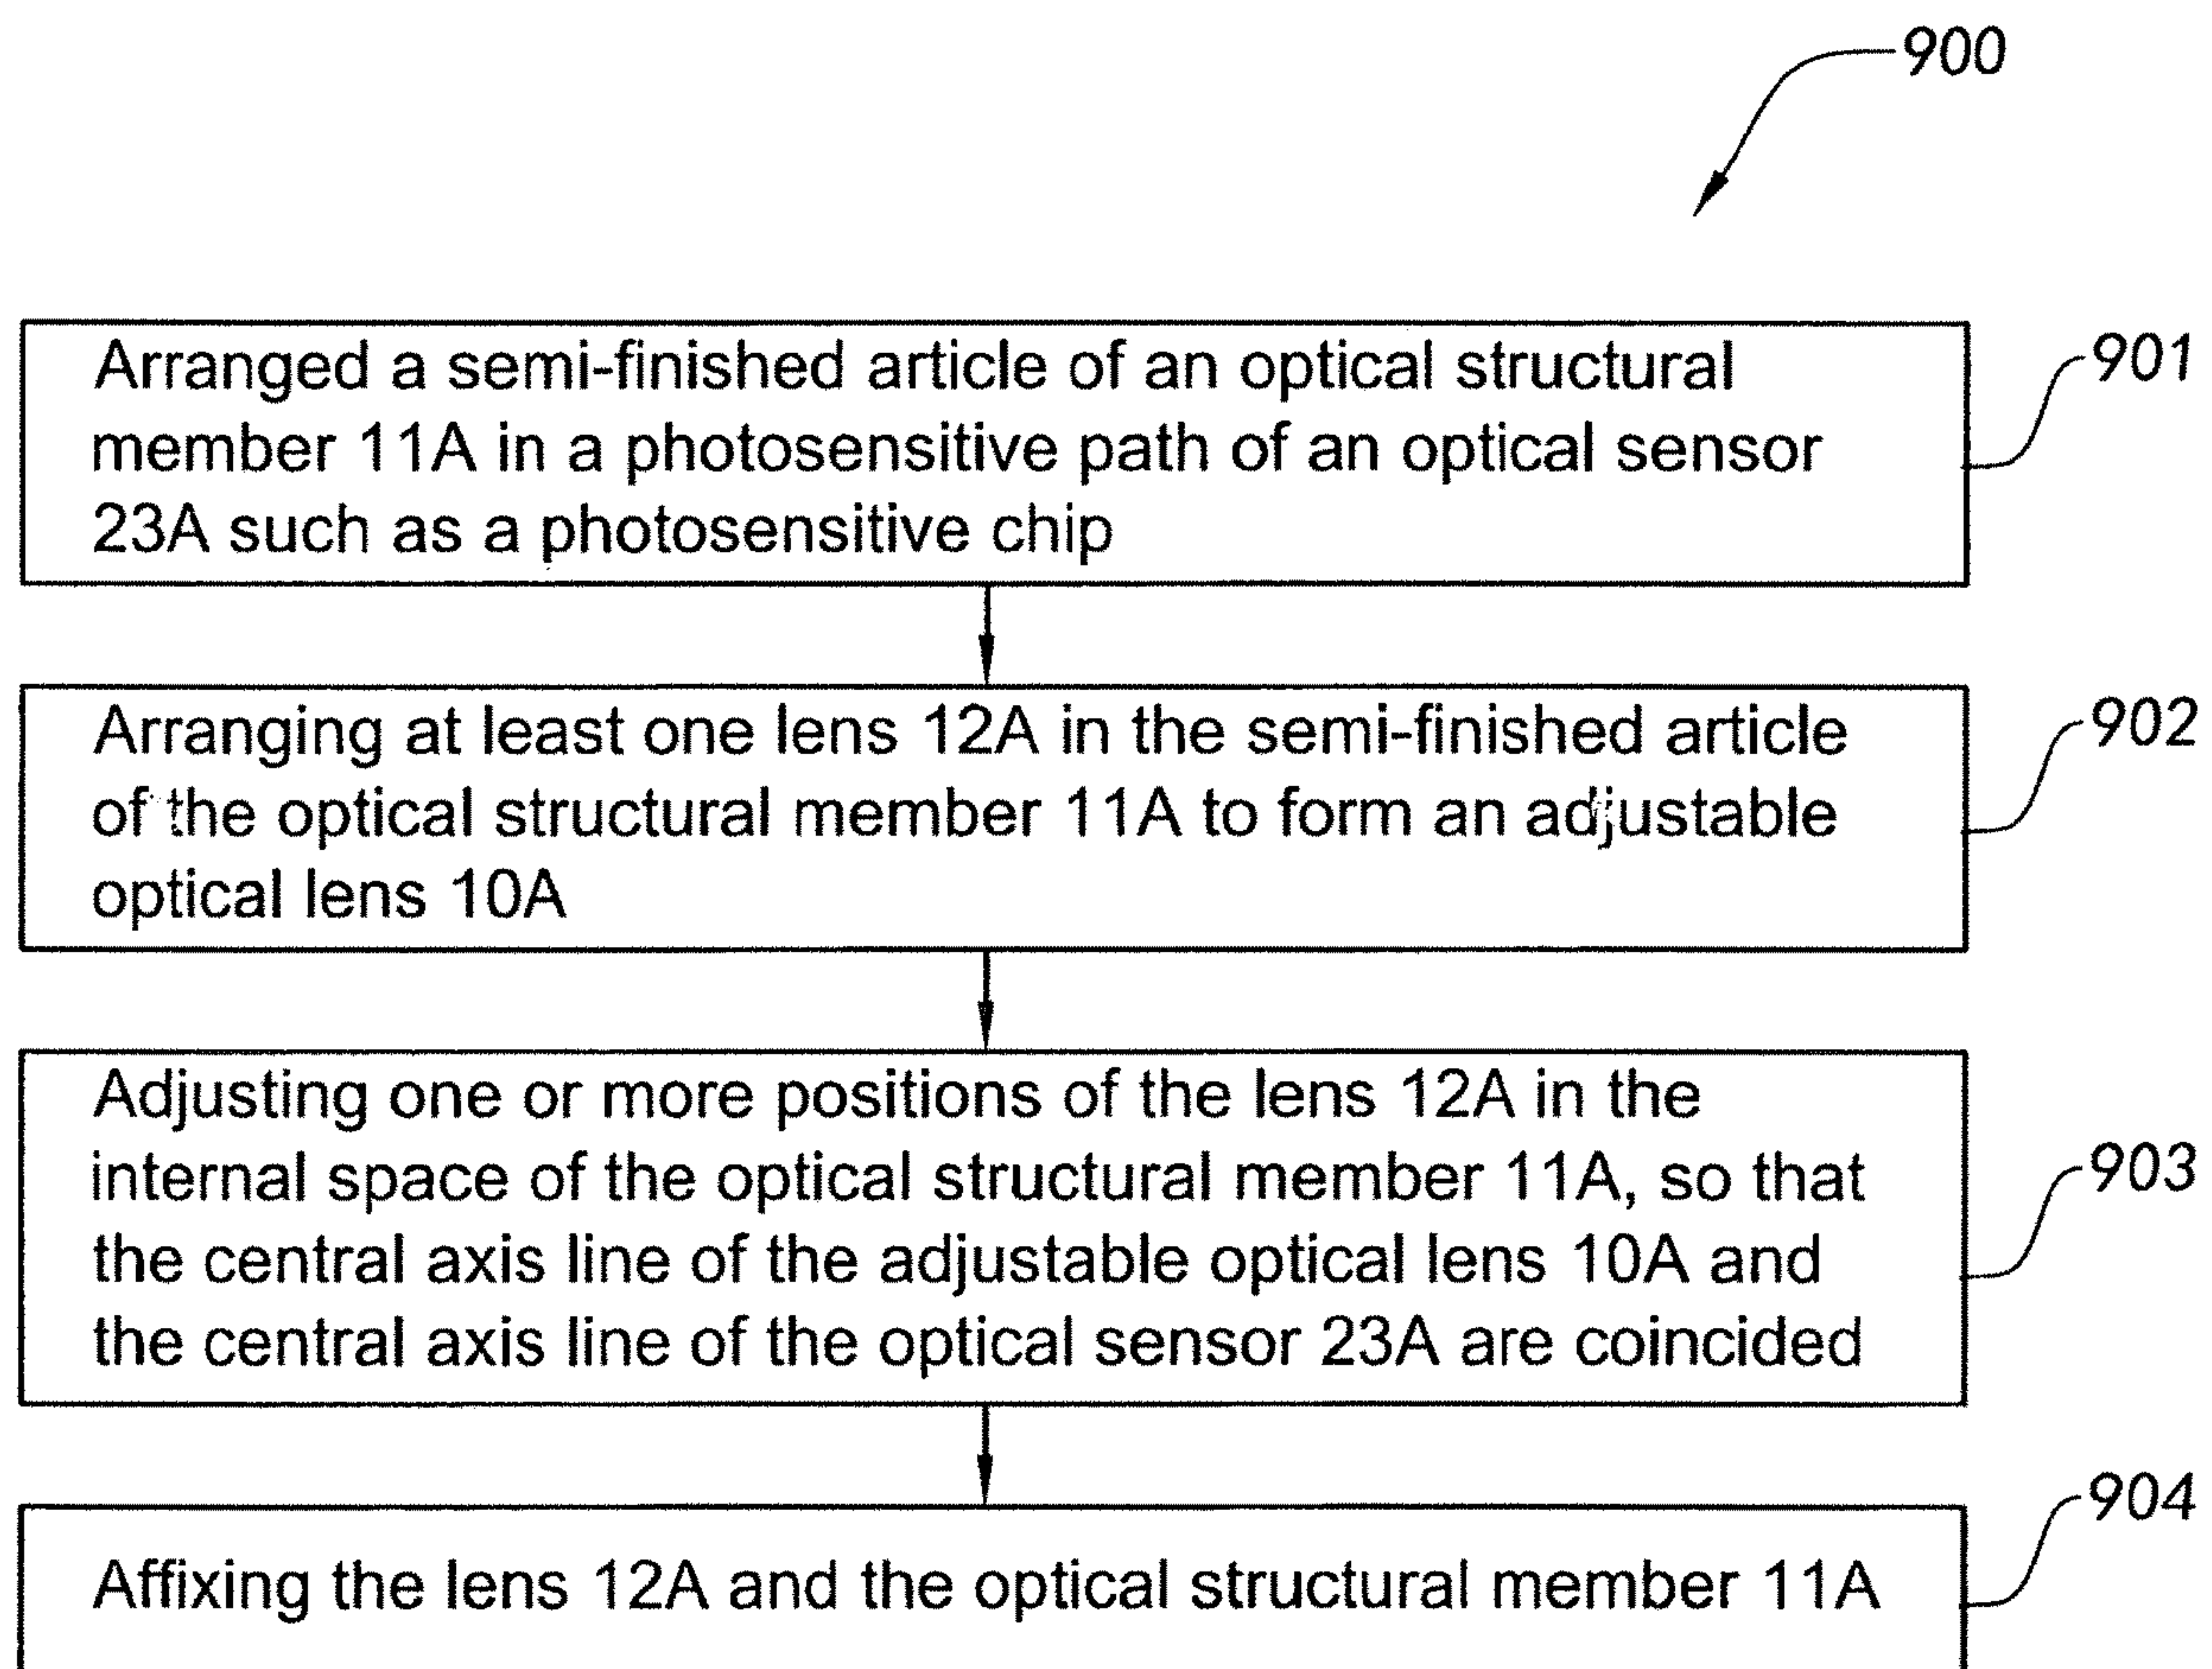 900
Arranged a semi-finished article of an optical structural
member 11A in a photosensitive path of an optical sensor
23A such as a photosensitive chip
901
Arranging at least one lens 12A in the semi-finished article
of the optical structural member 11A to form an adjustable
optical lens 10A
902
Adjusting one or more positions of the lens 12A in the
internal space of the optical structural member 11A, so that
the central axis line of the adjustable optical lens 10A and
the central axis line of the optical sensor 23A are coincided
903
Affixing the lens 12A and the optical structural member 11A
904